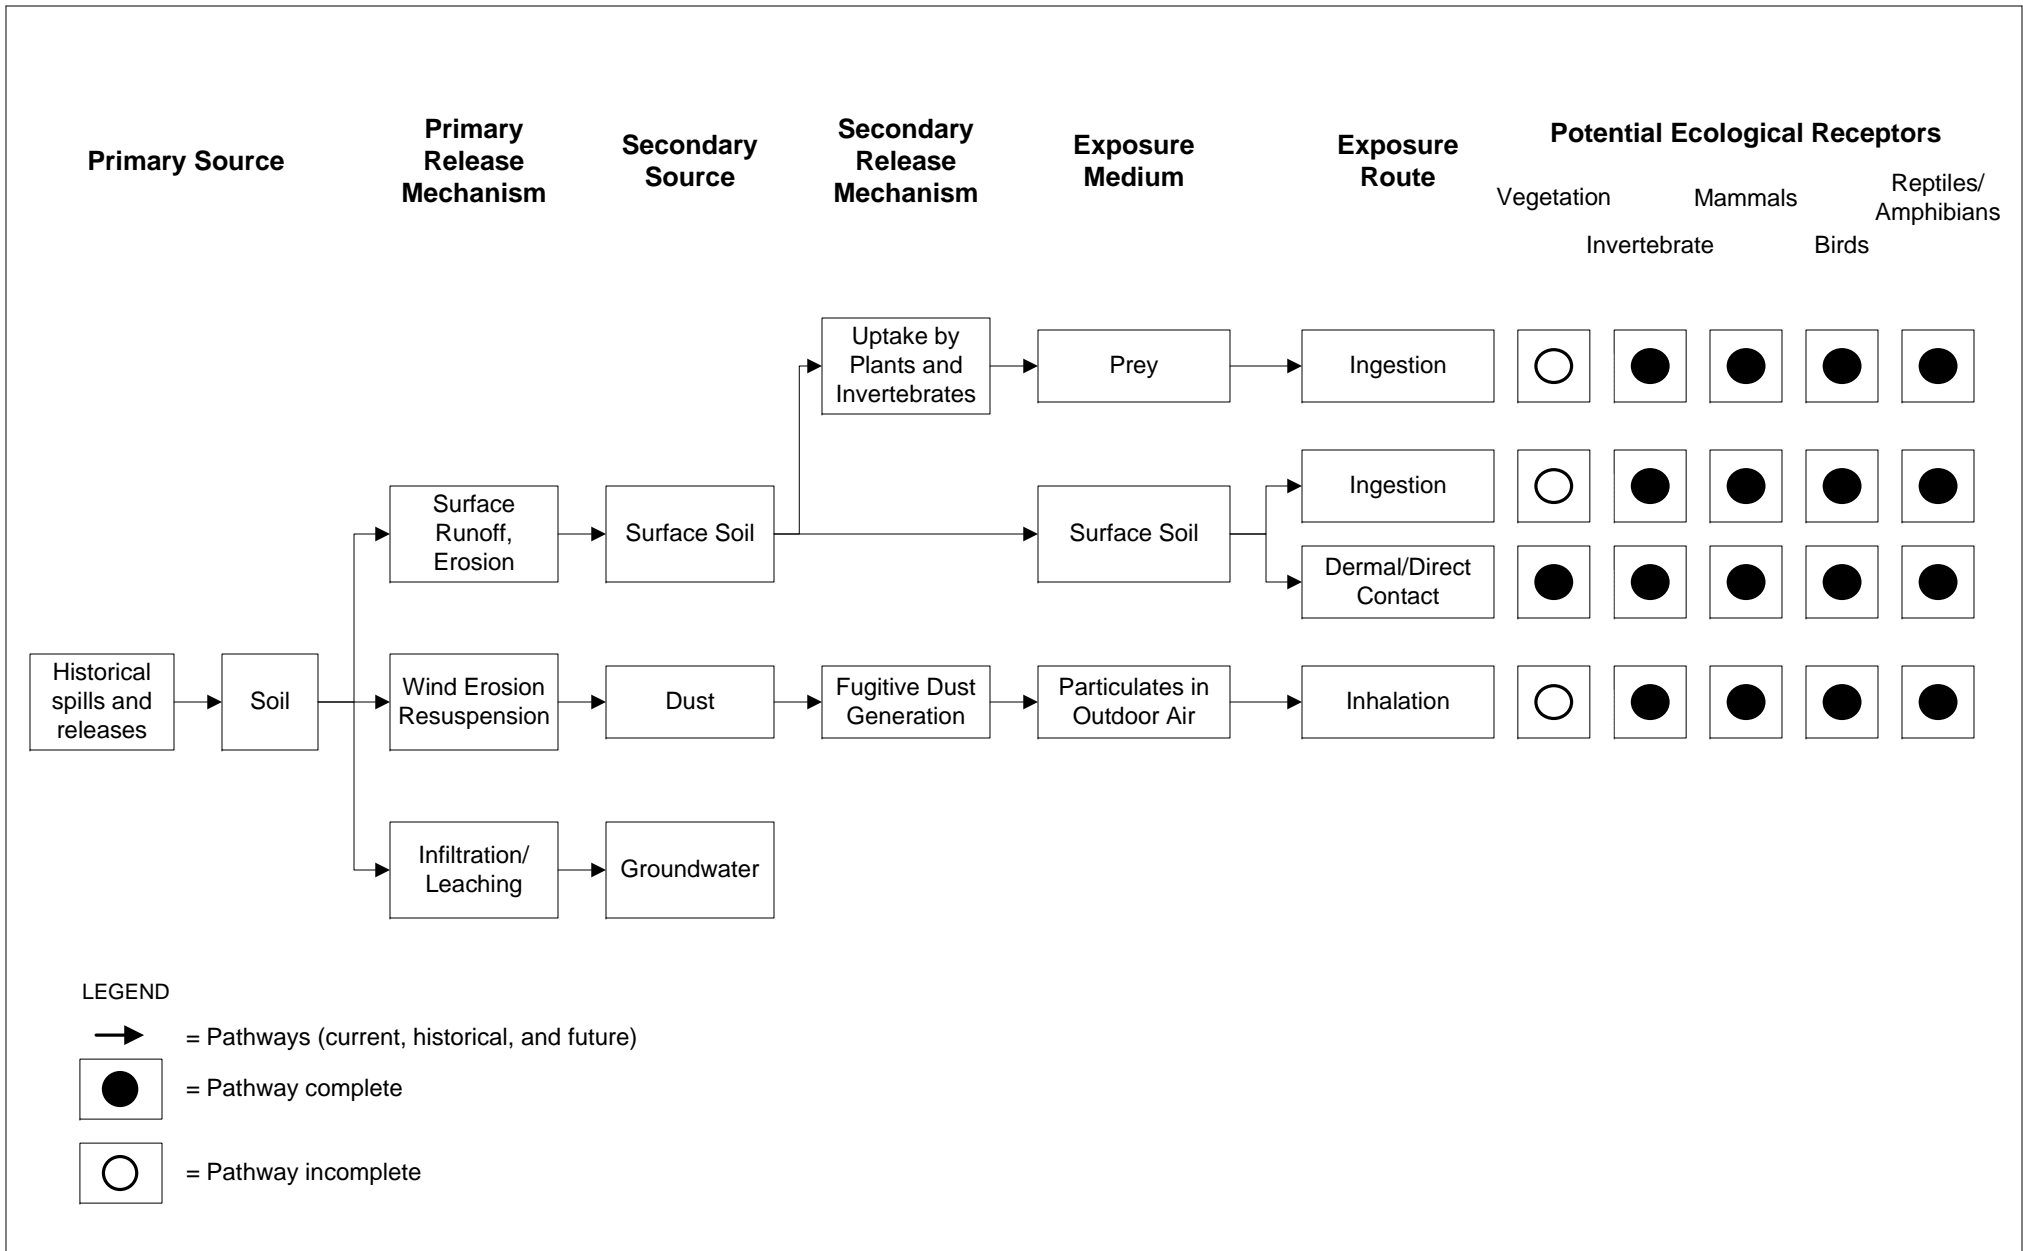 Primary Source
Primary
Release
Mechanism
Secondary
Source
Secondary
Release
Mechanism
Exposure
Medium
Exposure
Route
Potential Ecological Receptors
Vegetation
Invertebrate
Mammals
Birds
Reptiles/
Amphibians
Uptake by
Plants and
Invertebrates
Prey
Ingestion
Surface
Runoff,
Erosion
Surface Soil
Surface Soil
Ingestion
Dermal/Direct
Contact
Historical
spills and
releases
Soil
Wind Erosion
Resuspension
Dust
Fugitive Dust
Generation
Particulates in
Outdoor Air
Inhalation
Infiltration/
Leaching
Groundwater
LEGEND
= Pathways (current, historical, and future)
= Pathway complete
= Pathway incomplete